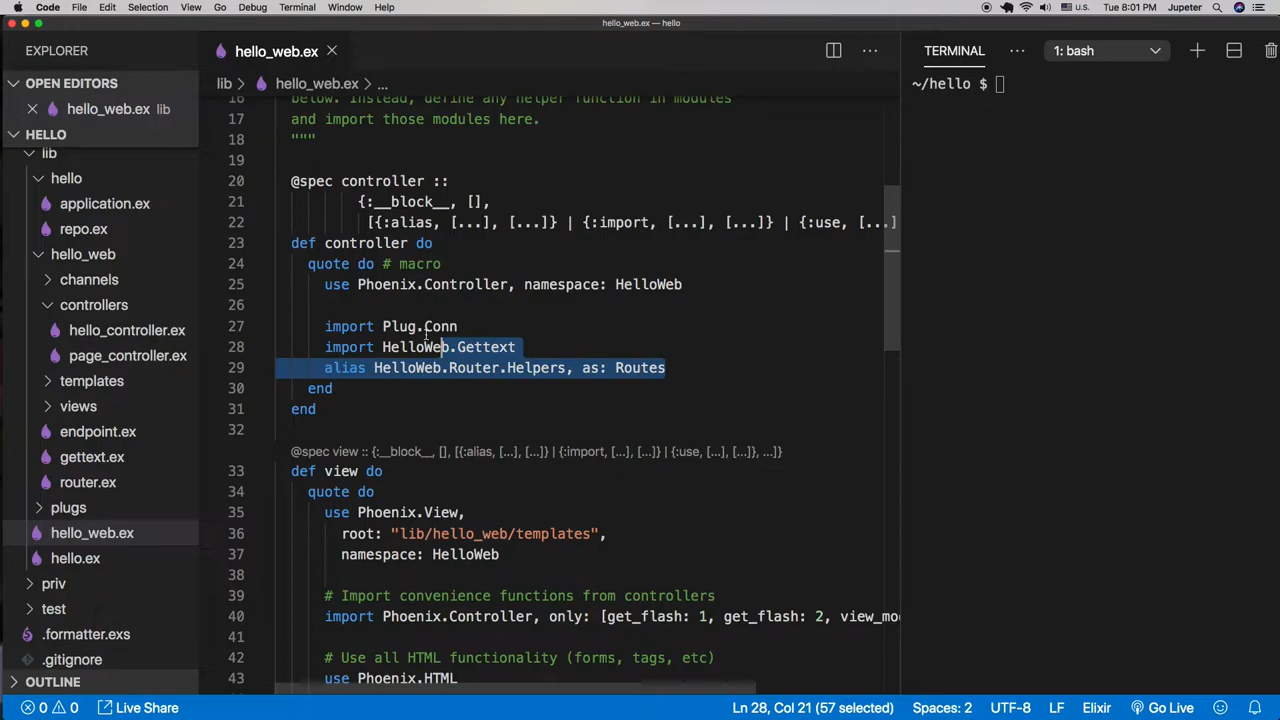 Code File Edit Selection View Go Debug Terminal Window Help U.S. Tue 8:01 PM Jupeter
hello_web.ex — hello
EXPLORER
OPEN EDITORS
hello_web.ex lib
HELLO
lib
hello
application.ex
repo.ex
hello_web
channels
controllers
hello_controller.ex
page_controller.ex
templates
views
endpoint.ex
gettext.ex
router.ex
plugs
hello_web.ex
hello.ex
priv
test
.formatter.exs
.gitignore
OUTLINE
hello_web.ex
lib > hello_web.ex > ...
16 below. Instead, define any helper function in modules
17 and import those modules here.
18 """
19
20 @spec controller ::
21 {:__block__, [],
22 [{:alias, [...], [...]} | {:import, [...], [...]} | {:use, [...]
23 def controller do
24 quote do # macro
25 use Phoenix.Controller, namespace: HelloWeb
26
27 import Plug.Conn
28 import HelloWeb.Gettext
29 alias HelloWeb.Router.Helpers, as: Routes
30 end
31 end
32
@spec view :: {:__block__, [], [{:alias, [...], [...]} | {:import, [...], [...]} | {:use, [...], [...]}, ...]}
33 def view do
34 quote do
35 use Phoenix.View,
36 root: "lib/hello_web/templates",
37 namespace: HelloWeb
38
39 # Import convenience functions from controllers
40 import Phoenix.Controller, only: [get_flash: 1, get_flash: 2, view_mo
41
42 # Use all HTML functionality (forms, tags, etc)
43 use Phoenix.HTML
TERMINAL ... 1: bash
~/hello $
0 0 Live Share Ln 28, Col 21 (57 selected) Spaces: 2 UTF-8 LF Elixir Go Live